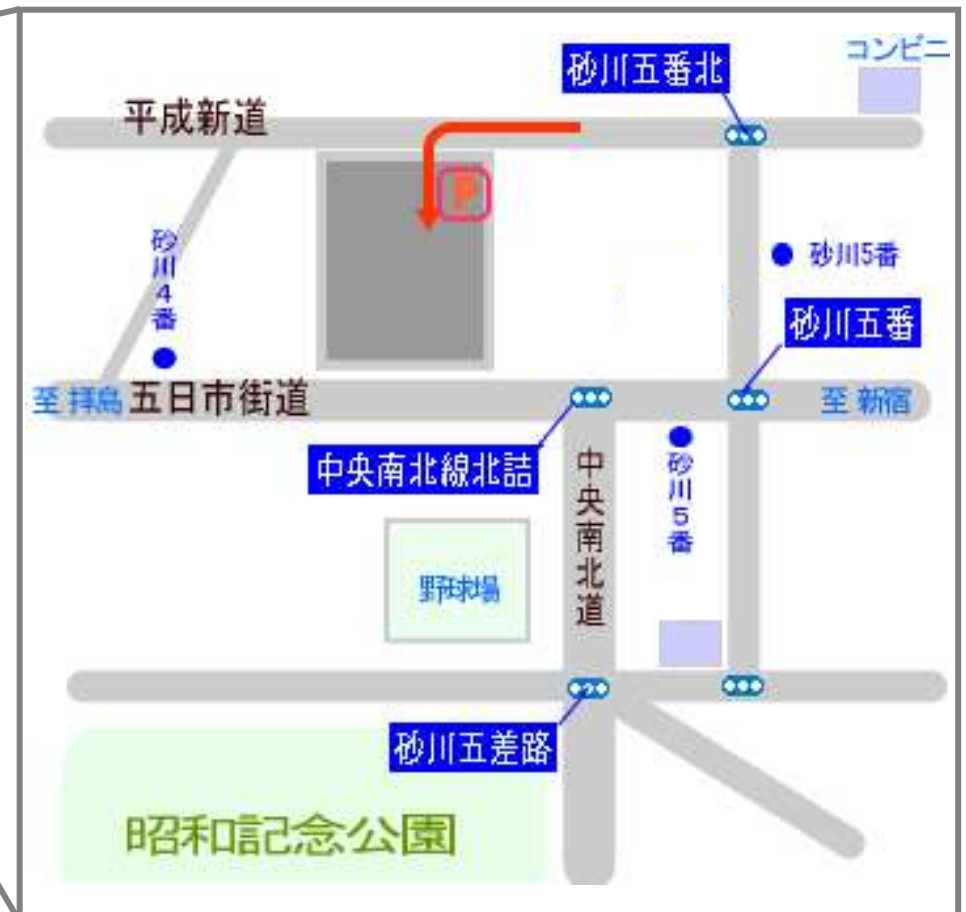 コンビニ
砂川五番北
平成新道
P
砂川4番
砂川5番
砂川五番
至 拝島
五日市街道
至 新宿
中央南北線北詰
中央南北道
砂川5番
野球場
砂川五差路
昭和記念公園